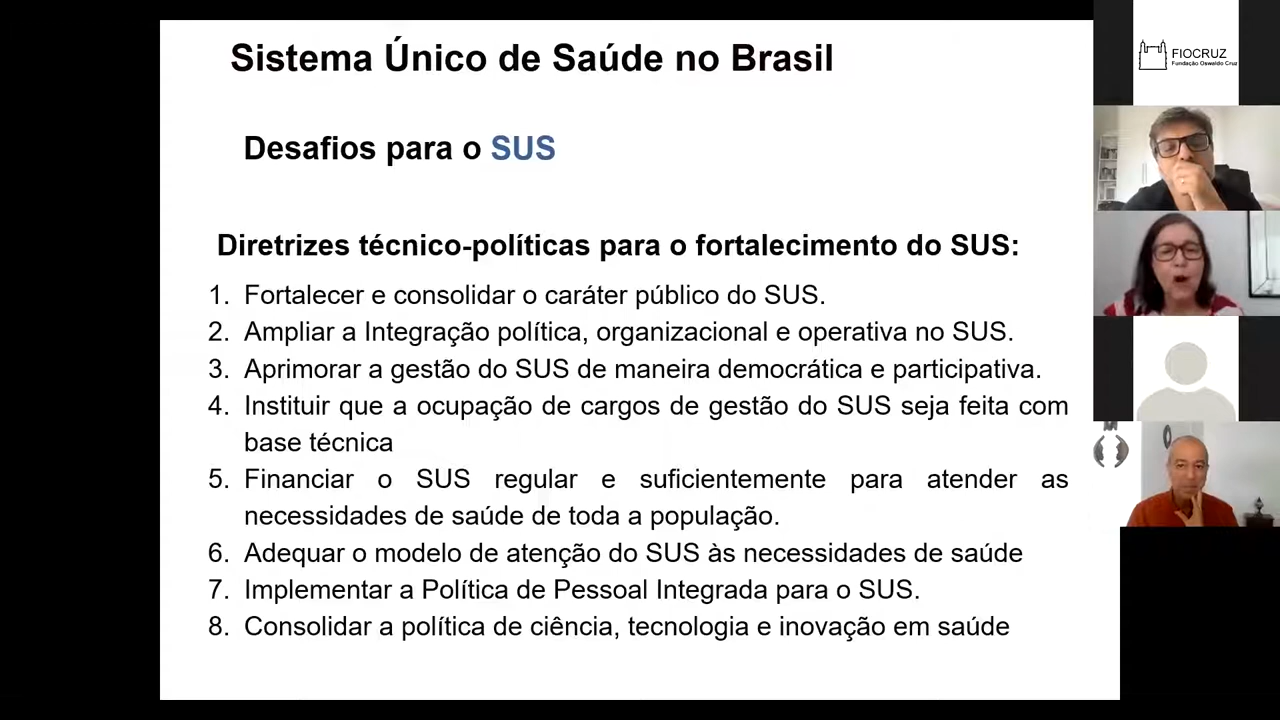 Sistema Único de Saúde no Brasil
Desafios para o SUS
Diretrizes técnico-políticas para o fortalecimento do SUS:
1. Fortalecer e consolidar o caráter público do SUS.
2. Ampliar a Integração política, organizacional e operativa no SUS.
3. Aprimorar a gestão do SUS de maneira democrática e participativa.
4. Instituir que a ocupação de cargos de gestão do SUS seja feita com
base técnica
5. Financiar o SUS regular e suficientemente para atender as
necessidades de saúde de toda a população.
6. Adequar o modelo de atenção do SUS às necessidades de saúde
7. Implementar a Política de Pessoal Integrada para o SUS.
8. Consolidar a política de ciência, tecnologia e inovação em saúde
FIOCRUZ
Fundação Oswaldo Cruz